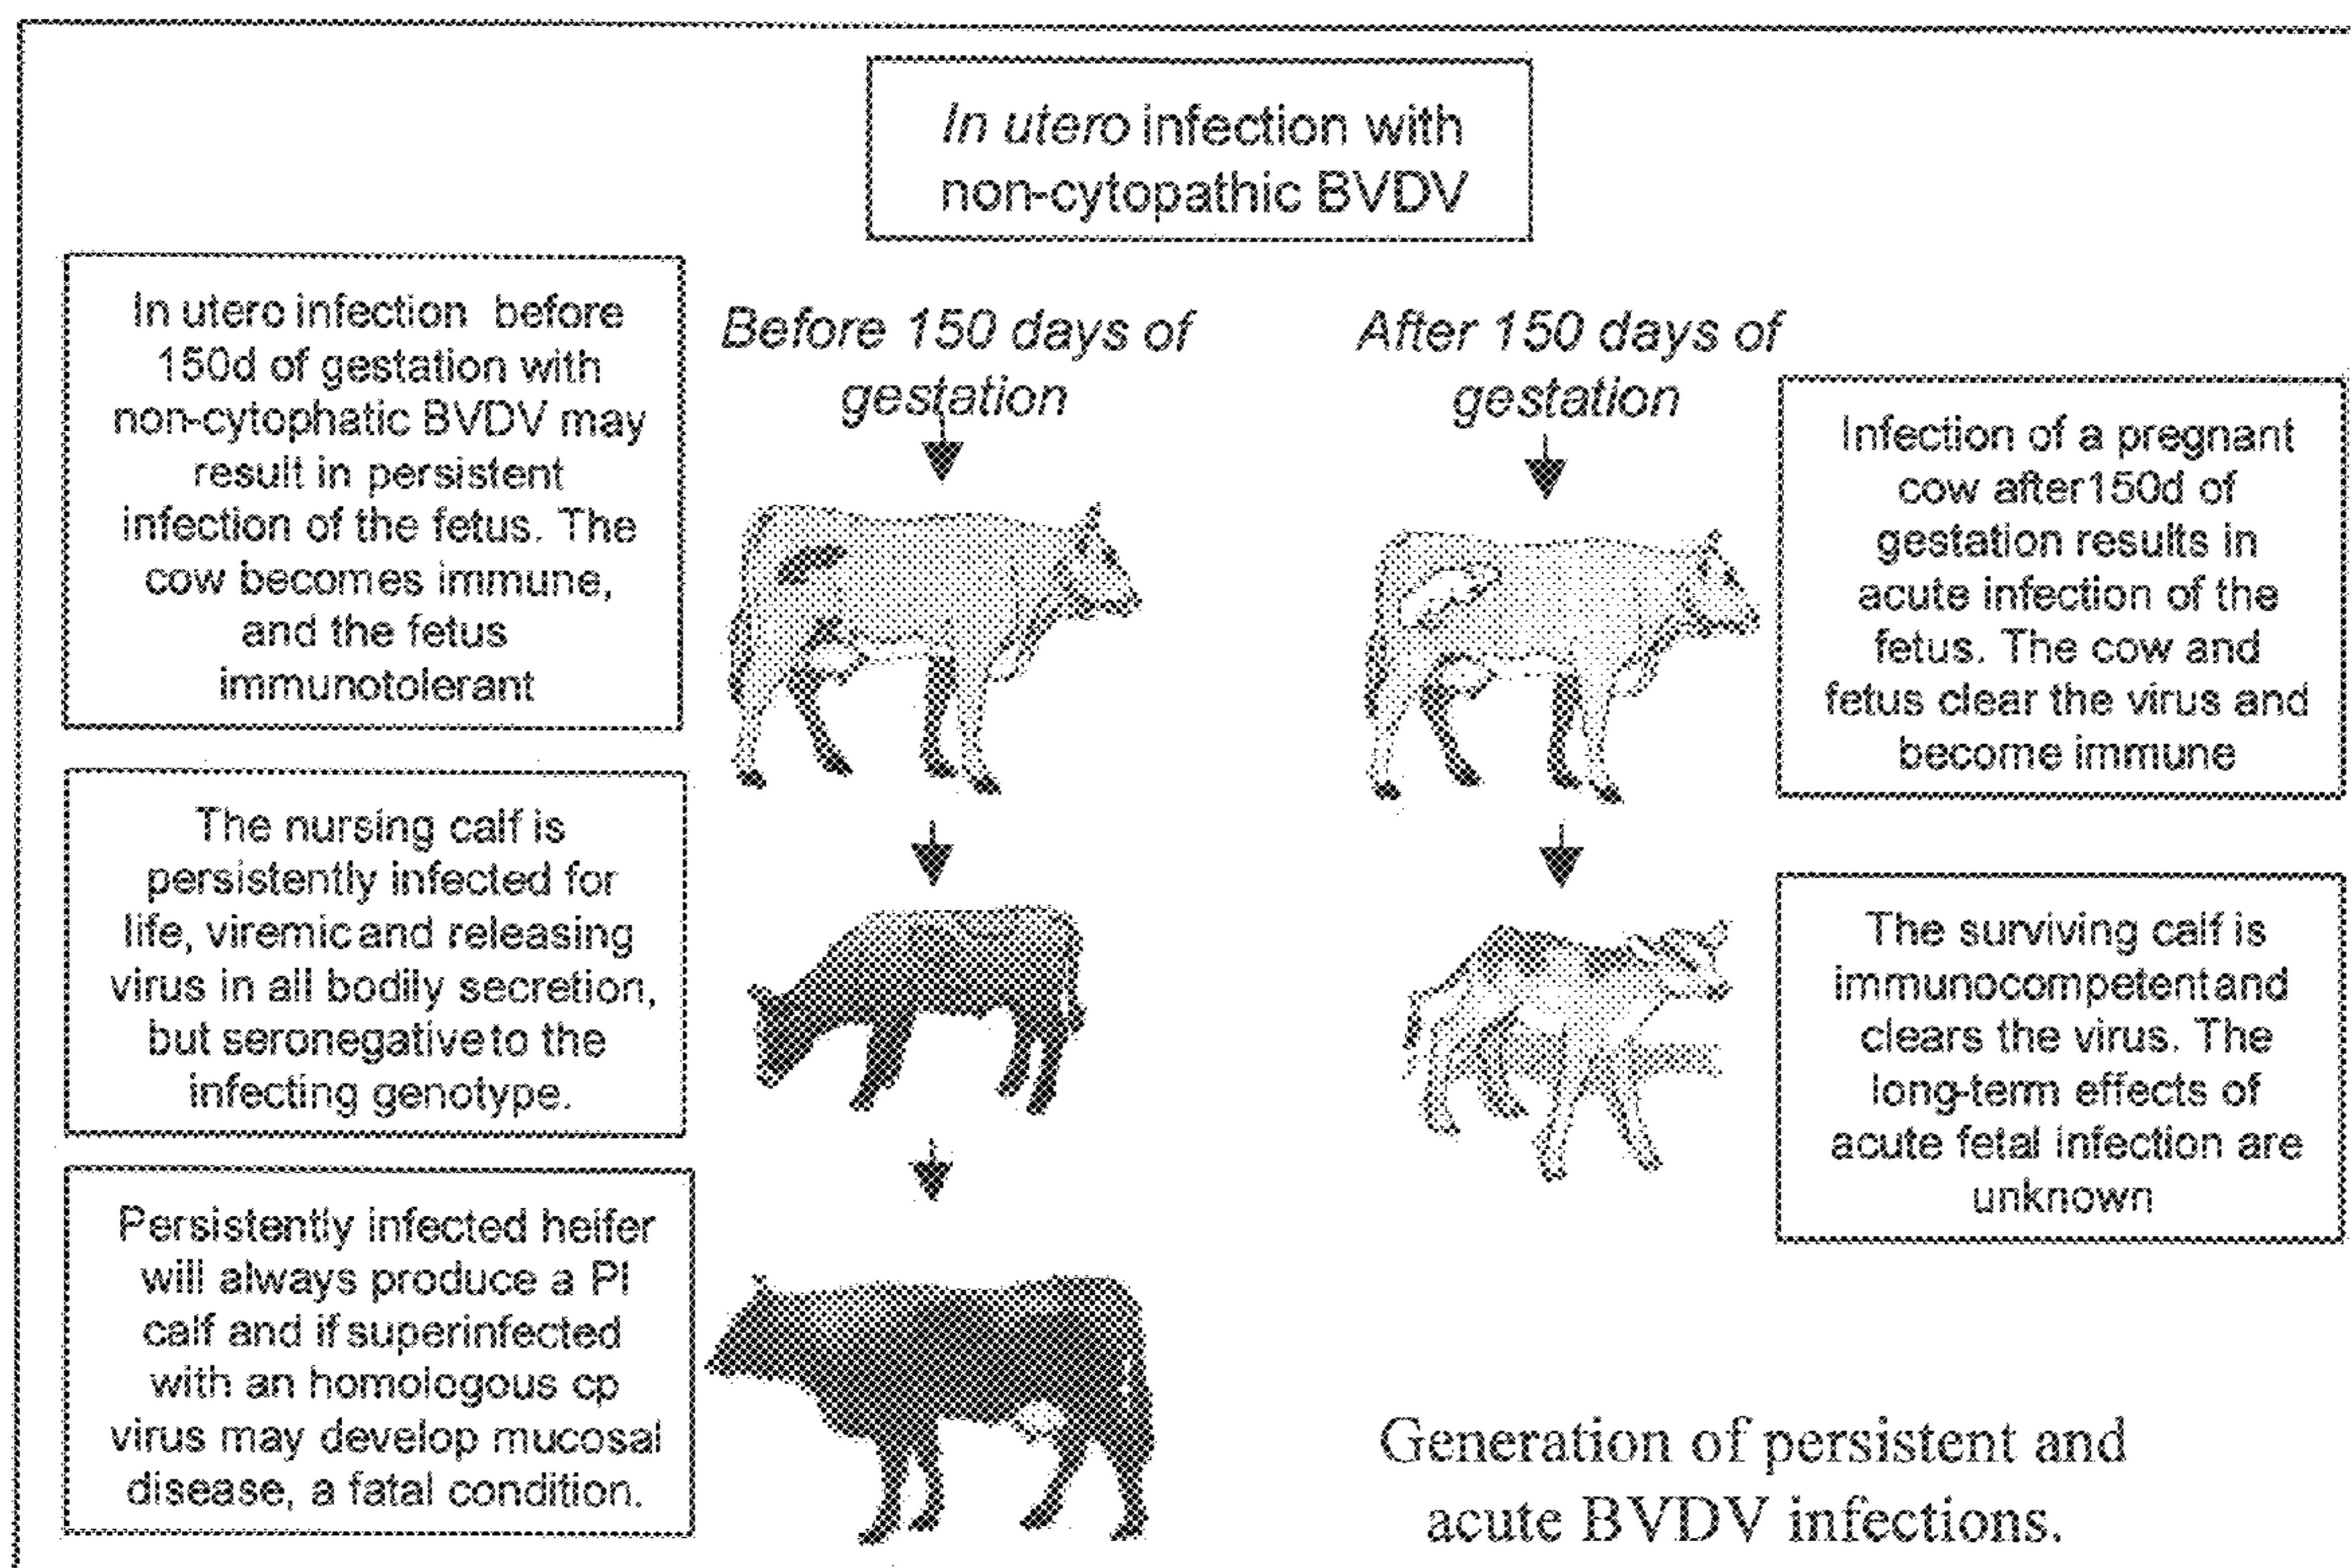 In utero infection with
non-cytopathic BVDV
In utero infection before
150d of gestation with
non-cytophatic BVDV may
result in persistent
infection of the fetus. The
cow becomes immune,
and the fetus
immunotolerant
Before 150 days of
gestation
After 150 days of
gestation
Infection of a pregnant
cow after150d of
gestation results in
acute infection of the
fetus. The cow and
fetus clear the virus and
become immune
The nursing calf is
persistently infected for
life, viremic and releasing
virus in all bodily secretion,
but seronegative to the
infecting genotype.
The surviving calf is
immunocompetent and
clears the virus. The
long-term effects of
acute fetal infection are
unknown
Persistently infected heifer
will always produce a PI
calf and if superinfected
with an homologous cp
virus may develop mucosal
disease, a fatal condition.
Generation of persistent and
acute BVDV infections.